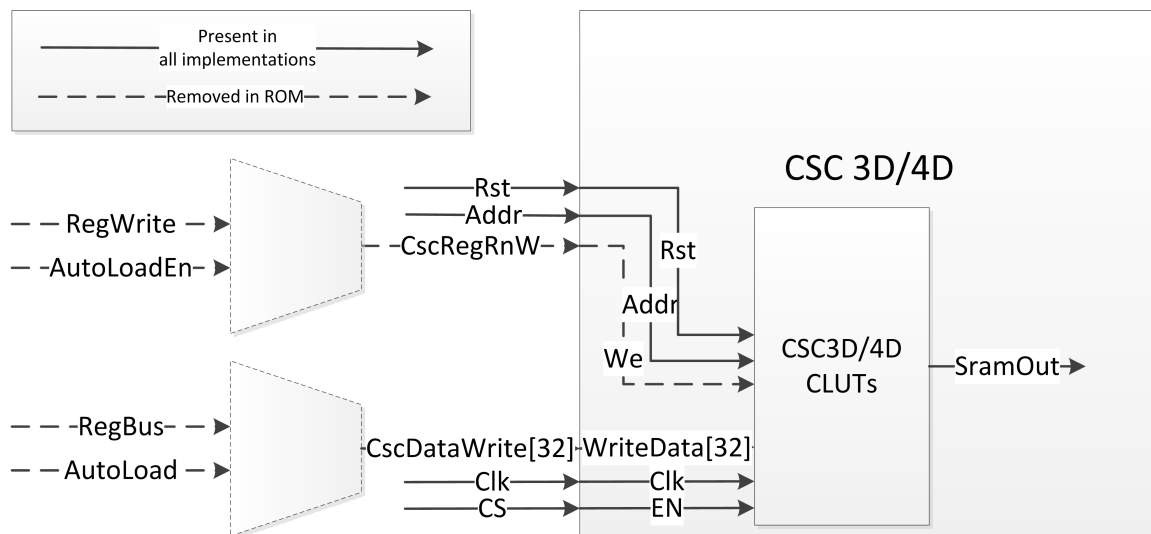 Present in
all implementations
Removed in ROM
CSC 3D/4D
RegWrite
AutoLoadEn
Rst
Addr
CscRegRnW
Rst
Addr
We
CSC3D/4D
CLUTs
SramOut
RegBus
AutoLoad
CscDataWrite[32]
WriteData[32]
Clk
Clk
CS
EN